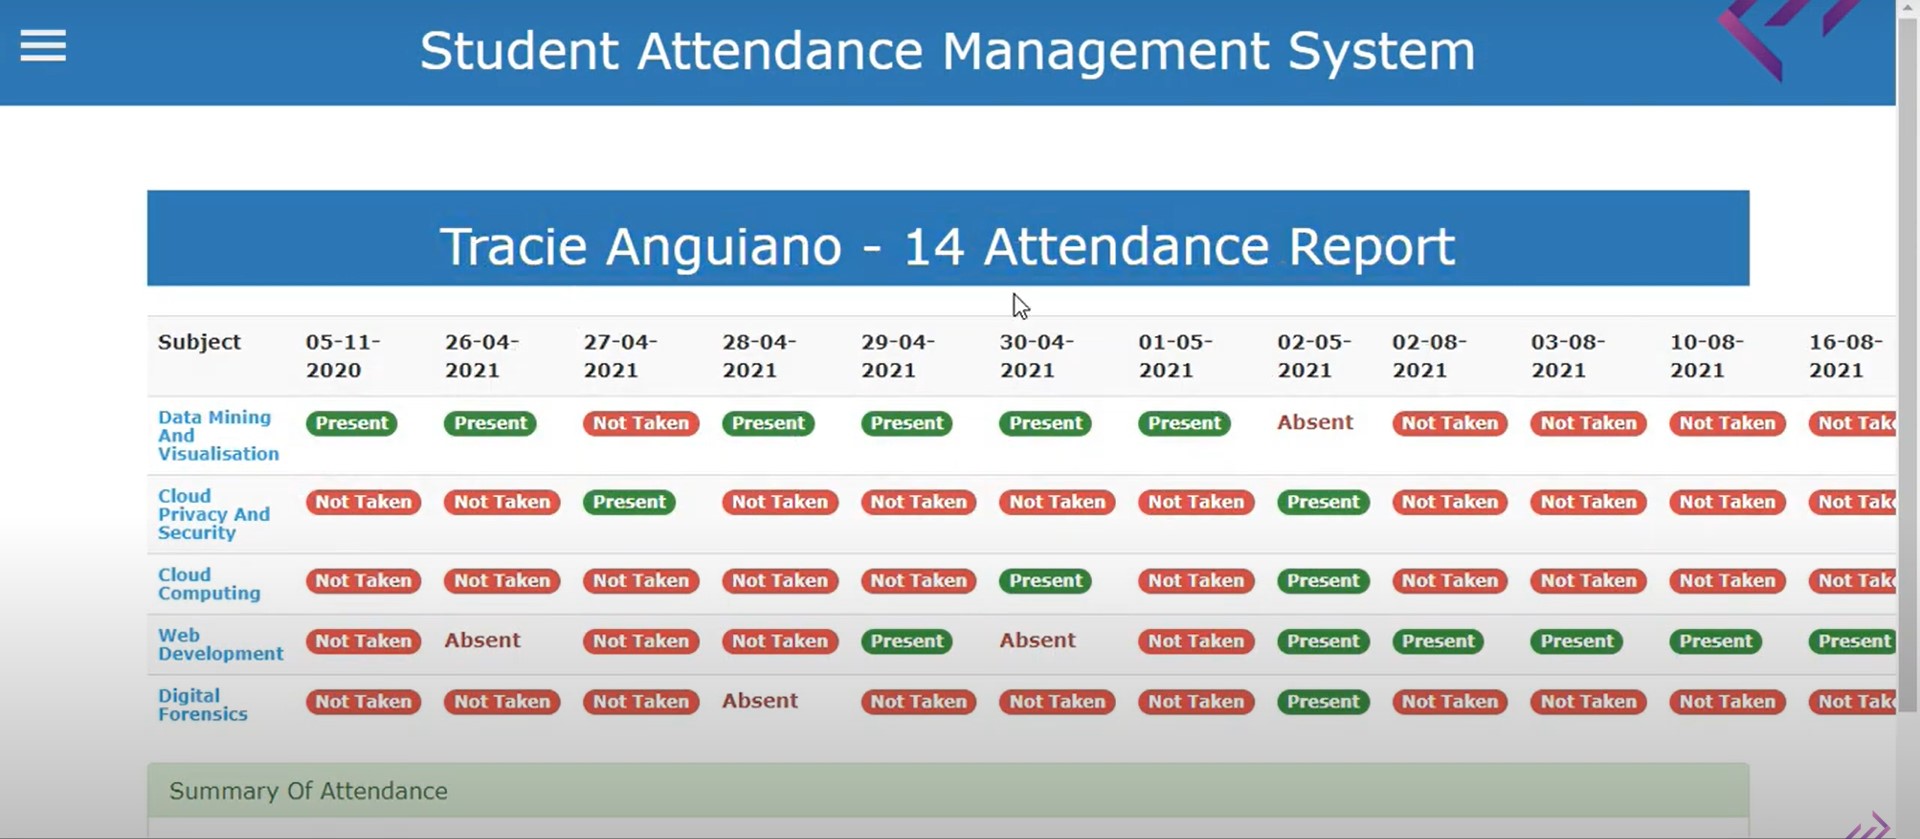 Student Attendance Management System
Tracie Anguiano - 14 Attendance Report
Subject 05-11- 26-04- 27-04- 28-04- 29-04- 30-04- 01-05- 02-05- 02-08- 03-08- 10-08- 16-08-
2020 2021 2021 2021 2021 2021 2021 2021 2021 2021 2021 2021
Data Mining
And
Visualisation
Present Present Not Taken Present Present Present Present Absent Not Taken Not Taken Not Taken Not Tak
Cloud
Privacy And
Security
Not Taken Not Taken Present Not Taken Not Taken Not Taken Not Taken Present Not Taken Not Taken Not Taken Not Tak
Cloud
Computing
Not Taken Not Taken Not Taken Not Taken Not Taken Present Not Taken Present Not Taken Not Taken Not Taken Not Tak
Web
Development
Not Taken Absent Not Taken Not Taken Present Absent Not Taken Present Present Present Present Present
Digital
Forensics
Not Taken Not Taken Not Taken Absent Not Taken Not Taken Not Taken Present Not Taken Not Taken Not Taken Not Tak
Summary Of Attendance